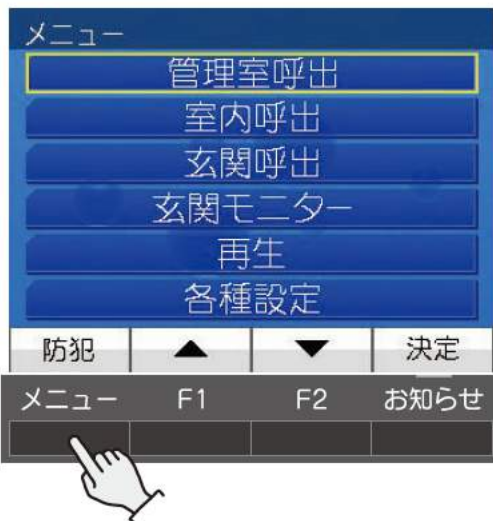 メニュー
管理室呼出
室内呼出
玄関呼出
玄関モニター
再生
各種設定
防犯 ▲ ▼ 決定
メニュー F1 F2 お知らせ